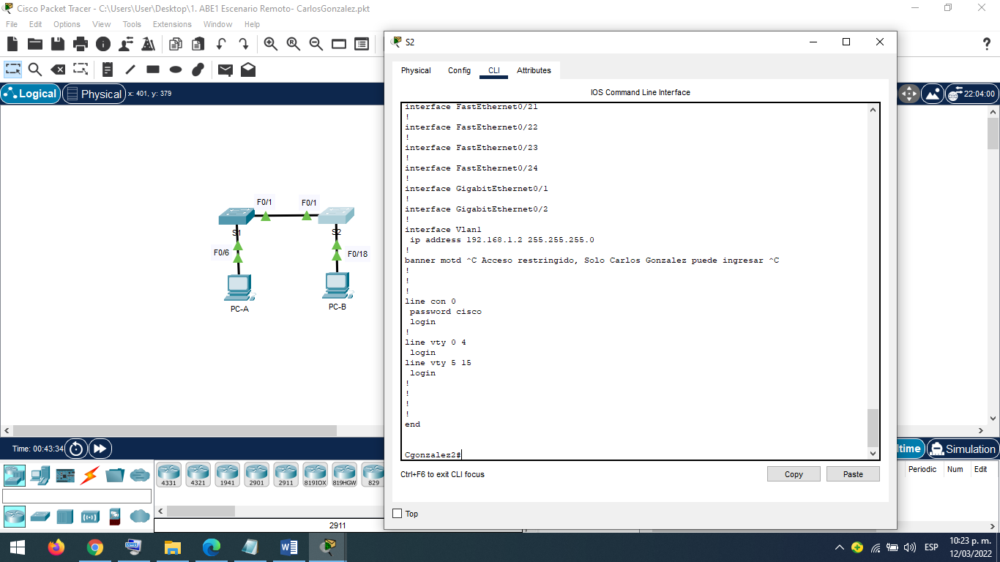 Cisco Packet Tracer - C:\Users\User\Desktop\1. ABE1 Escenario Remoto- CarlosGonzalez.pkt
File Edit Options View Tools Extensions Window Help
Logical Physical x: 401, y: 379
22:04:00
F0/1 F0/1
S1 S2
F0/6 F0/18
PC-A PC-B
S2
Physical Config CLI Attributes
IOS Command Line Interface
interface FastEthernet0/21
!
interface FastEthernet0/22
!
interface FastEthernet0/23
!
interface FastEthernet0/24
!
interface GigabitEthernet0/1
!
interface GigabitEthernet0/2
!
interface Vlan1
ip address 192.168.1.2 255.255.255.0
!
banner motd ^C Acceso restringido, Solo Carlos Gonzalez puede ingresar ^C
!
!
!
line con 0
password cisco
login
!
line vty 0 4
login
line vty 5 15
login
!
!
!
!
end
Cgonzalez2#
Ctrl+F6 to exit CLI focus
Copy Paste
Top
Time: 00:43:34
ltime Simulation
Periodic Num Edit
4331 4321 1941 2901 2911 819IOX 819HGW 829
2911
ESP
10:23 p. m.
12/03/2022